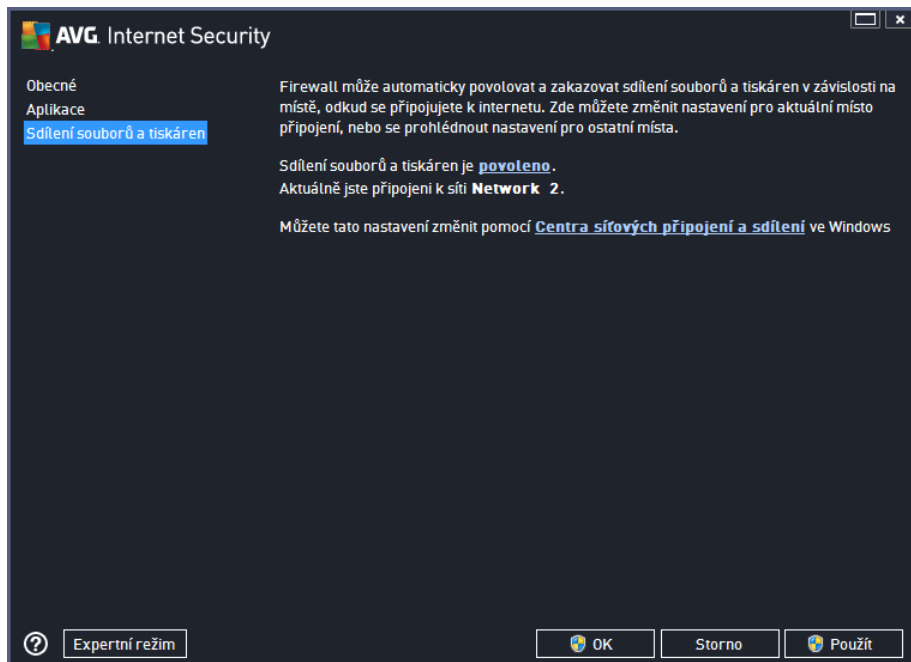 AVG. Internet Security
Obecné
Aplikace
Sdílení souborů a tiskáren
Firewall může automaticky povolovat a zakazovat sdílení souborů a tiskáren v závislosti na
místě, odkud se připojujete k internetu. Zde můžete změnit nastavení pro aktuální místo
připojení, nebo se prohlédnout nastavení pro ostatní místa.
Sdílení souborů a tiskáren je povoleno.
Aktuálně jste připojeni k síti Network 2.
Můžete tato nastavení změnit pomocí Centra síťových připojení a sdílení ve Windows
Expertní režim
OK
Storno
Použít